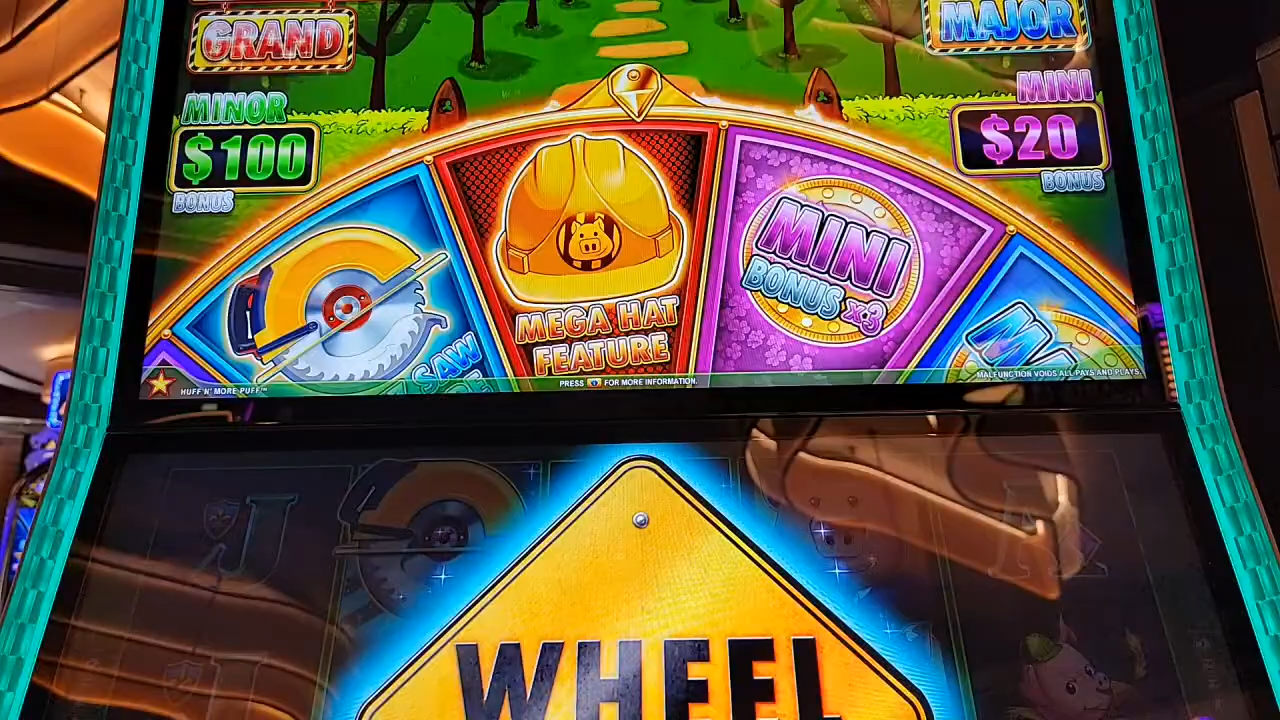 GRAND
MAJOR
MINOR
$100
BONUS
MINI
$20
BONUS
SAW
MEGA HAT
FEATURE
MINI
BONUS x3
HUFF N' MORE PUFF™
PRESS FOR MORE INFORMATION.
MALFUNCTION VOIDS ALL PAYS AND PLAYS.
J
A
WHEEL